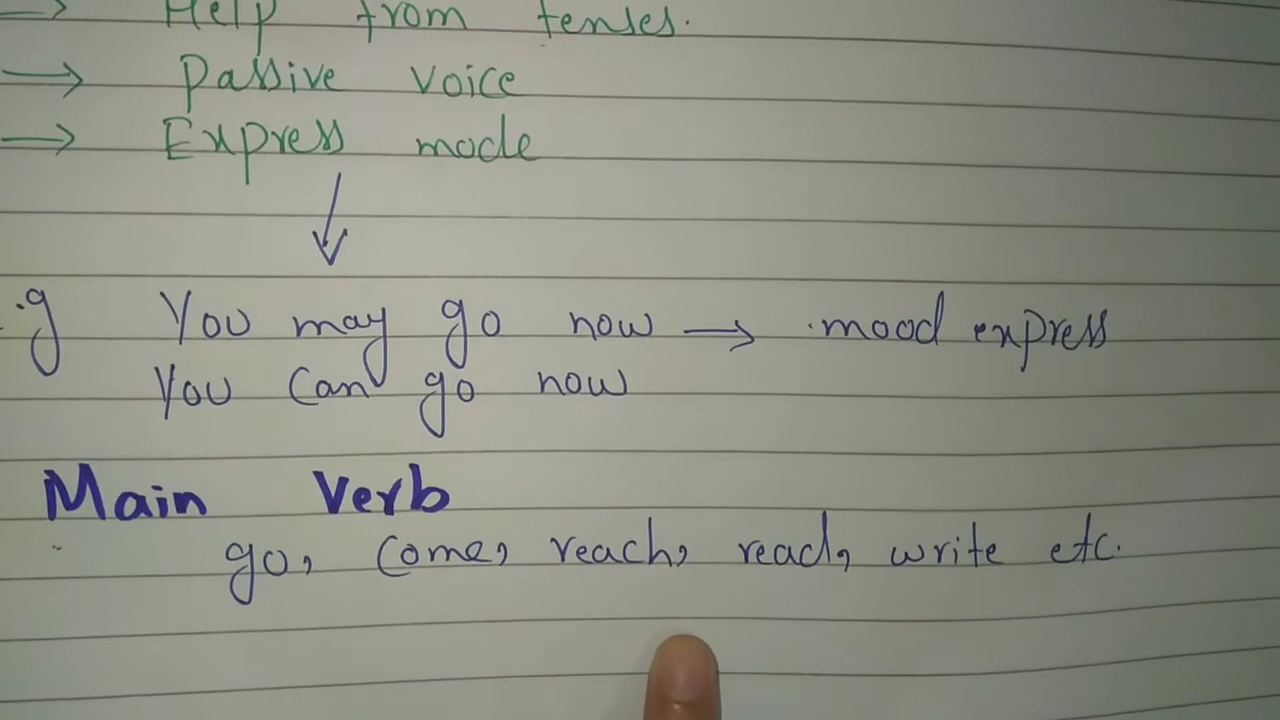 → Help from tenses.
→ Passive voice
→ Express mode
.g You may go now → mood express
You can go now
Main Verb
go, come, reach, read, write etc.